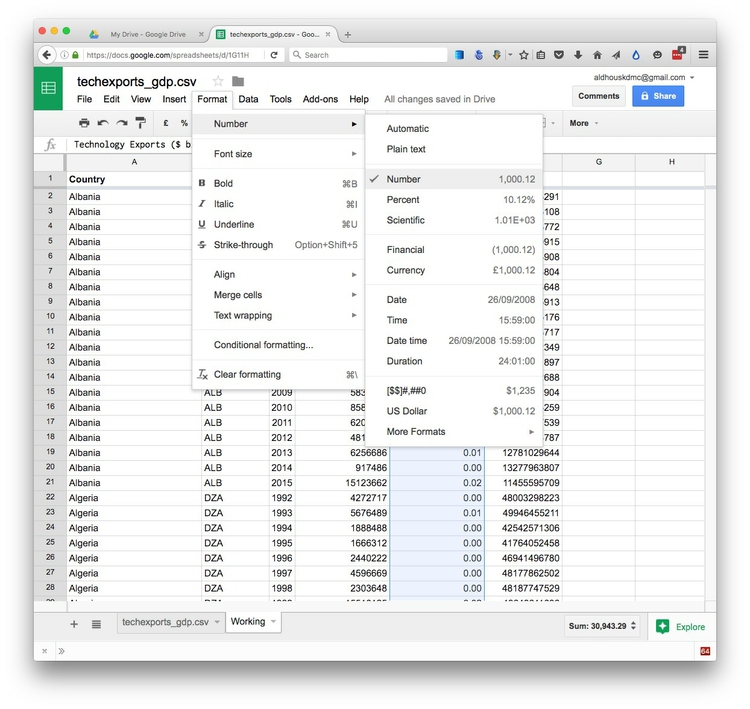 My Drive - Google Drive
techexports_gdp.csv - Goo...
https://docs.google.com/spreadsheets/d/1G11H
Search
4
techexports_gdp.csv
aldhouskdmc@gmail.com
File Edit View Insert Format Data Tools Add-ons Help All changes saved in Drive
Comments Share
£ % More
fx Technology Exports ($ b
A G H
1 Country
2 Albania 291
3 Albania 108
4 Albania 772
5 Albania 915
6 Albania 908
7 Albania 804
8 Albania 648
9 Albania 913
10 Albania 176
11 Albania 717
12 Albania 349
13 Albania 897
14 Albania 688
15 Albania ALB 2009 583 904
16 Albania ALB 2010 858 259
17 Albania ALB 2011 620 539
18 Albania ALB 2012 481 787
19 Albania ALB 2013 6256686 0.01 12781029644
20 Albania ALB 2014 917486 0.00 13277963807
21 Albania ALB 2015 15123662 0.02 11455595709
22 Algeria DZA 1992 4272717 0.00 48003298223
23 Algeria DZA 1993 5676489 0.01 49946455211
24 Algeria DZA 1994 1888488 0.00 42542571306
25 Algeria DZA 1995 1666312 0.00 41764052458
26 Algeria DZA 1996 2440222 0.00 46941496780
27 Algeria DZA 1997 4596669 0.00 48177862502
28 Algeria DZA 1998 2303648 0.00 48187747529
Number
Font size
B Bold ⌘B
I Italic ⌘I
U Underline ⌘U
S Strike-through Option+Shift+5
Align
Merge cells
Text wrapping
Conditional formatting...
Clear formatting ⌘\
Automatic
Plain text
Number 1,000.12
Percent 10.12%
Scientific 1.01E+03
Financial (1,000.12)
Currency £1,000.12
Date 26/09/2008
Time 15:59:00
Date time 26/09/2008 15:59:00
Duration 24:01:00
[$$]#,##0 $1,235
US Dollar $1,000.12
More Formats
techexports_gdp.csv Working Sum: 30,943.29 Explore
64